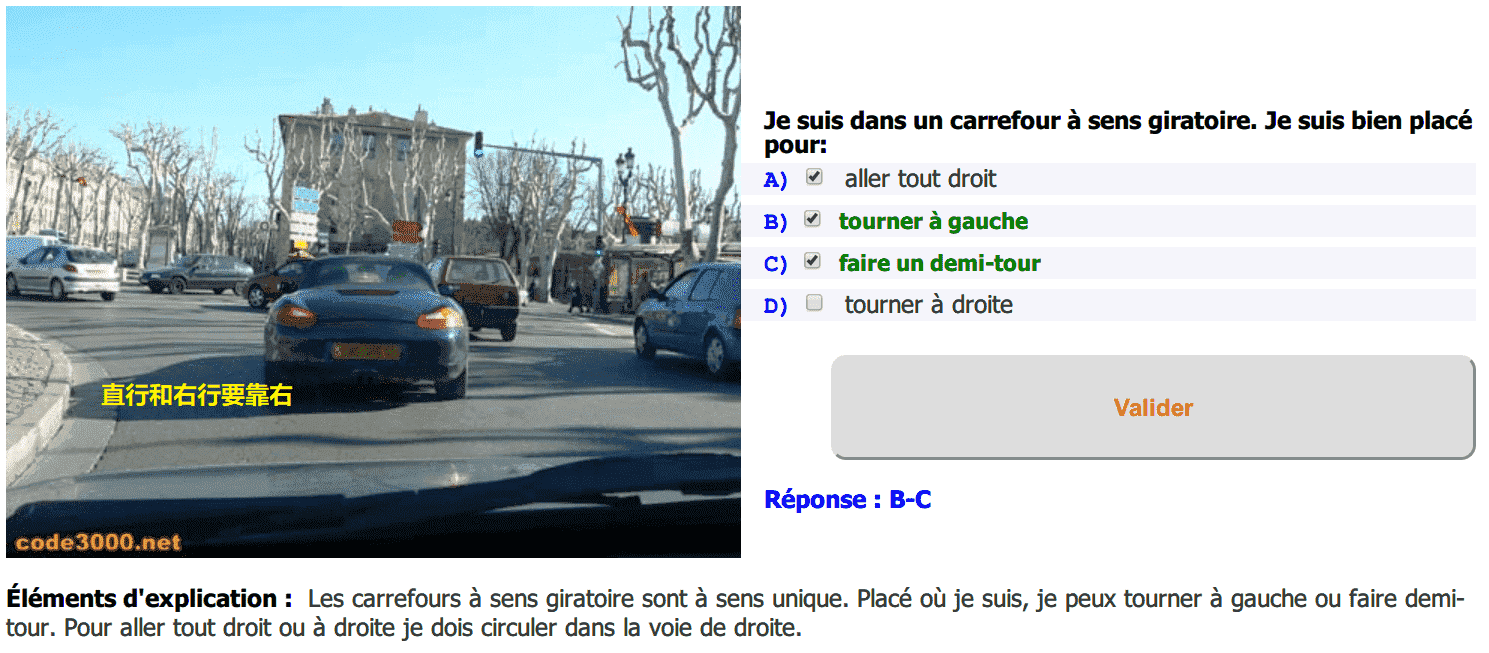 Je suis dans un carrefour à sens giratoire. Je suis bien placé
pour:
A) aller tout droit
B) tourner à gauche
C) faire un demi-tour
D) tourner à droite
Valider
Réponse : B-C
直行和右行要靠右
code3000.net
Éléments d'explication : Les carrefours à sens giratoire sont à sens unique. Placé où je suis, je peux tourner à gauche ou faire demi-
tour. Pour aller tout droit ou à droite je dois circuler dans la voie de droite.